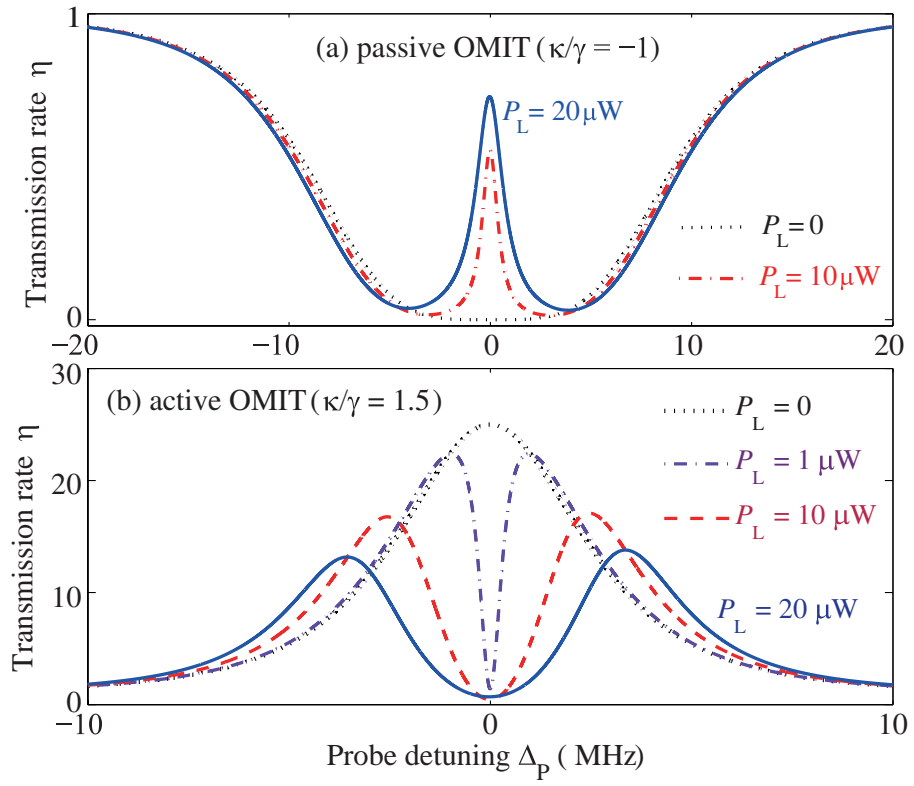 1
(a) passive OMIT (κ/γ = −1)
P_L = 20 μW
Transmission rate η
P_L = 0
P_L = 10 μW
0
−20 −10 0 10 20
30
(b) active OMIT (κ/γ = 1.5)
P_L = 0
P_L = 1 μW
20
P_L = 10 μW
Transmission rate η
10
P_L = 20 μW
0
−10 0 10
Probe detuning Δ_P ( MHz)